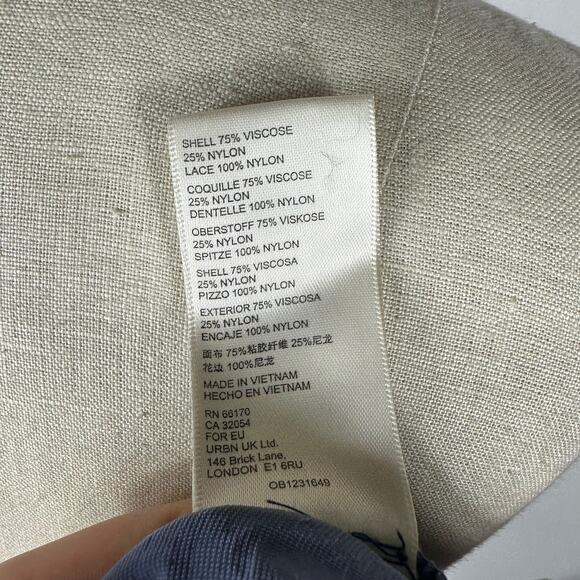 SHELL 75% VISCOSE
25% NYLON
LACE 100% NYLON
COQUILLE 75% VISCOSE
25% NYLON
DENTELLE 100% NYLON
OBERSTOFF 75% VISKOSE
25% NYLON
SPITZE 100% NYLON
SHELL 75% VISCOSA
25% NYLON
PIZZO 100% NYLON
EXTERIOR 75% VISCOSA
25% NYLON
ENCAJE 100% NYLON
面布 75%粘胶纤维 25%尼龙
花边 100%尼龙
MADE IN VIETNAM
HECHO EN VIETNAM
RN 66170
CA 32054
FOR EU
URBN UK Ltd.
146 Brick Lane,
LONDON E1 6RU
OB1231649